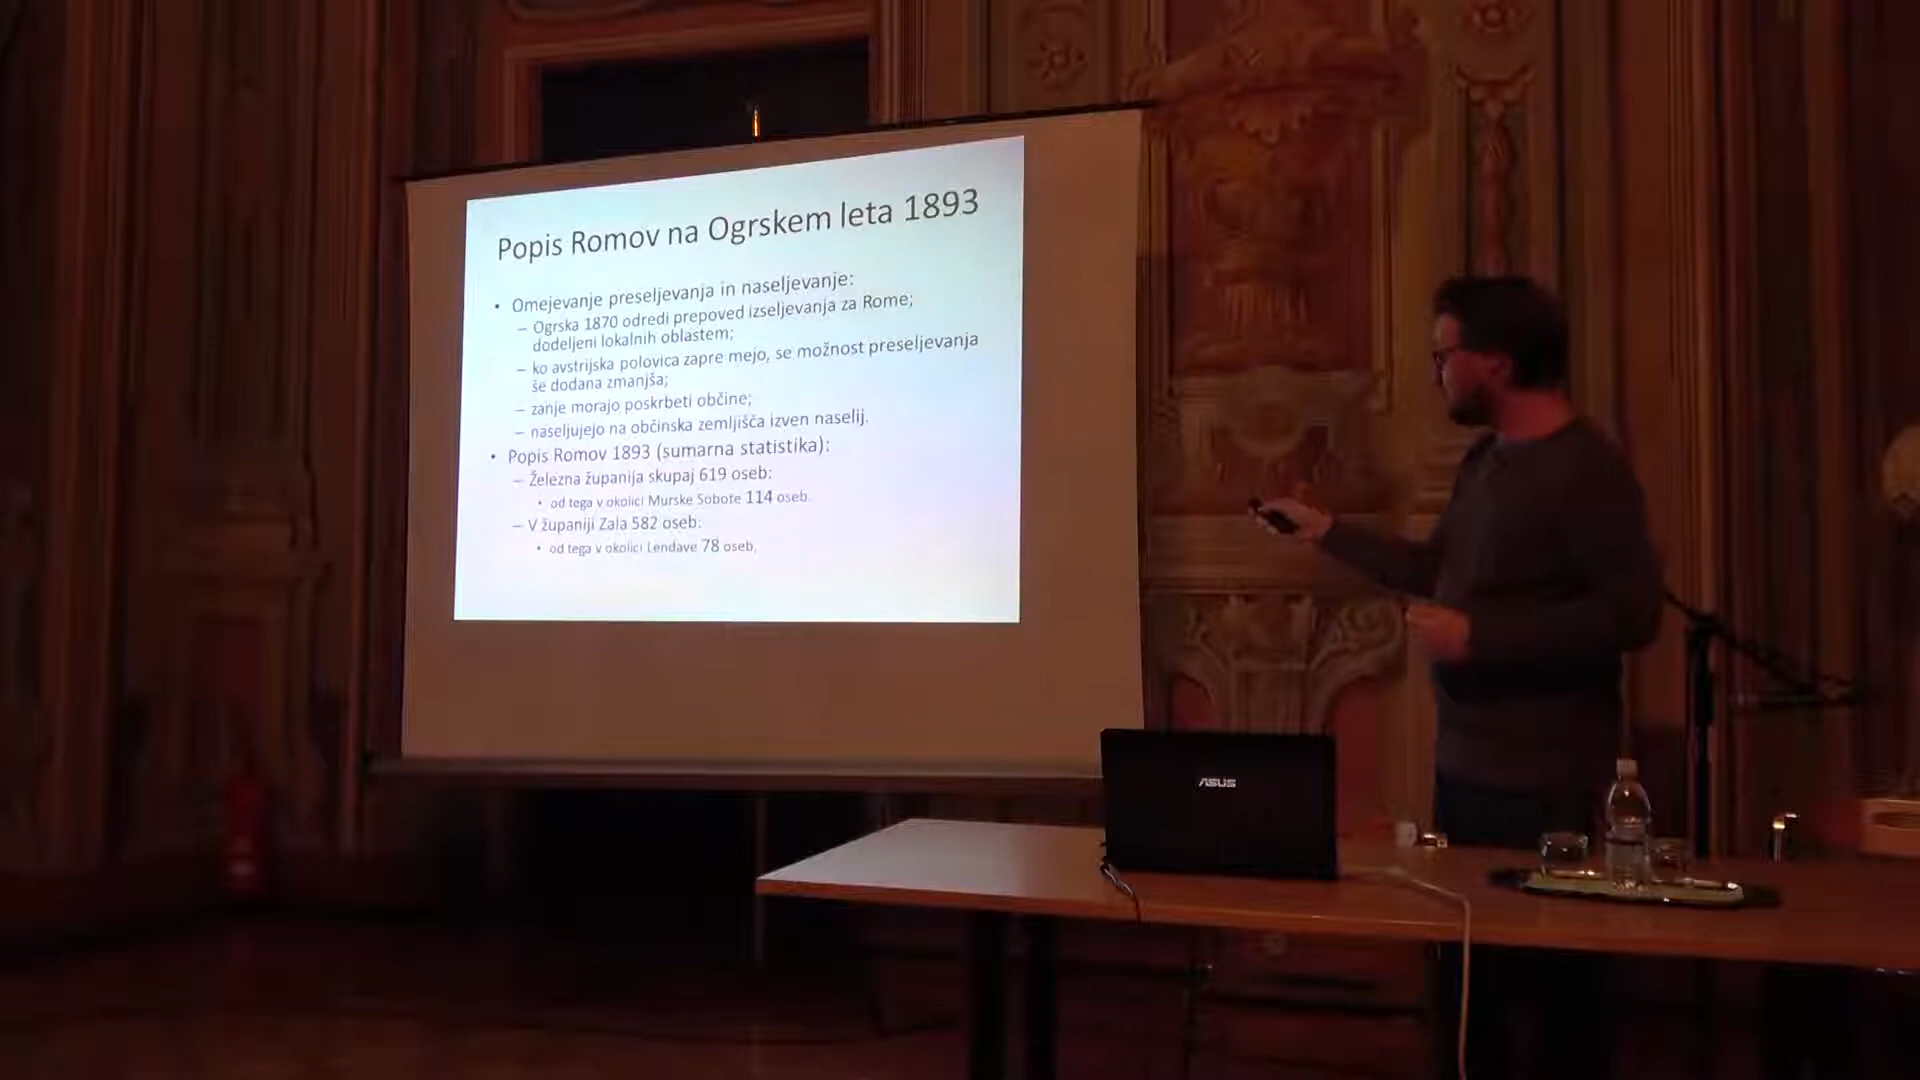 Popis Romov na Ogrskem leta 1893
• Omejevanje preseljevanja in naseljevanje:
– Ogrska 1870 odredi prepoved izseljevanja za Rome;
dodeljeni lokalnih oblastem;
– ko avstrijska polovica zapre mejo, se možnost preseljevanja
še dodana zmanjša;
– zanje morajo poskrbeti občine;
– naseljujejo na občinska zemljišča izven naselij.
• Popis Romov 1893 (sumarna statistika):
– Železna županija skupaj 619 oseb:
• od tega v okolici Murske Sobote 114 oseb.
– V županiji Zala 582 oseb:
• od tega v okolici Lendave 78 oseb.
ASUS